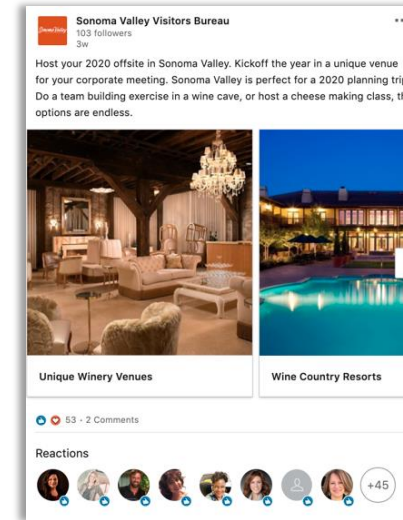 Sonoma Valley
Sonoma Valley Visitors Bureau
103 followers
3w
Host your 2020 offsite in Sonoma Valley. Kickoff the year in a unique venue
for your corporate meeting. Sonoma Valley is perfect for a 2020 planning
Do a team building exercise in a wine cave, or host a cheese making class,
options are endless.
Unique Winery Venues
Wine Country Resorts
53 · 2 Comments
Reactions
+45